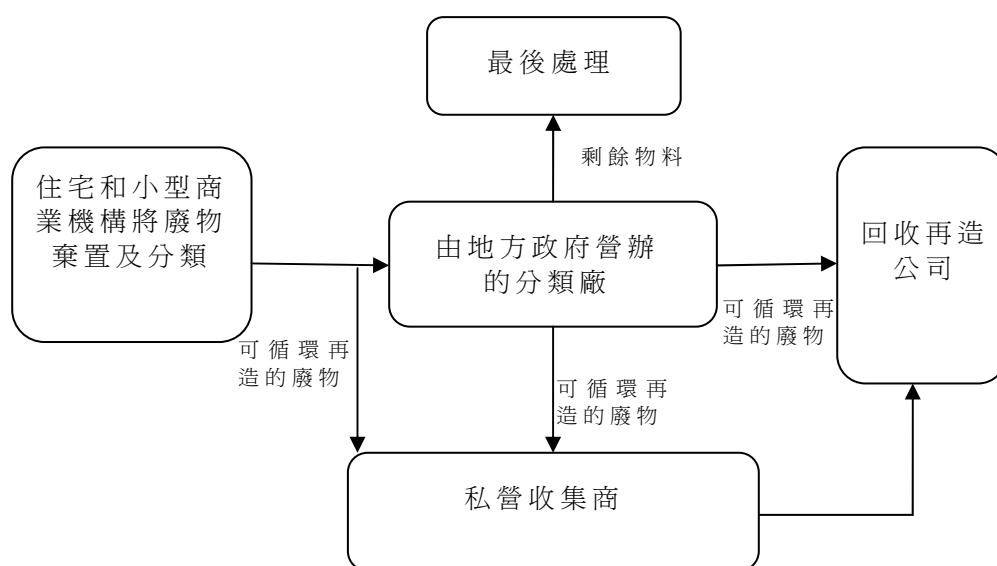 最後處理
剩餘物料
住宅和小型商
業機構將廢物
棄置及分類
由地方政府營辦
的分類廠
回收再造
公司
可循環再
造的廢物
可循環再
造的廢物
可循環再
造的廢物
私營收集商